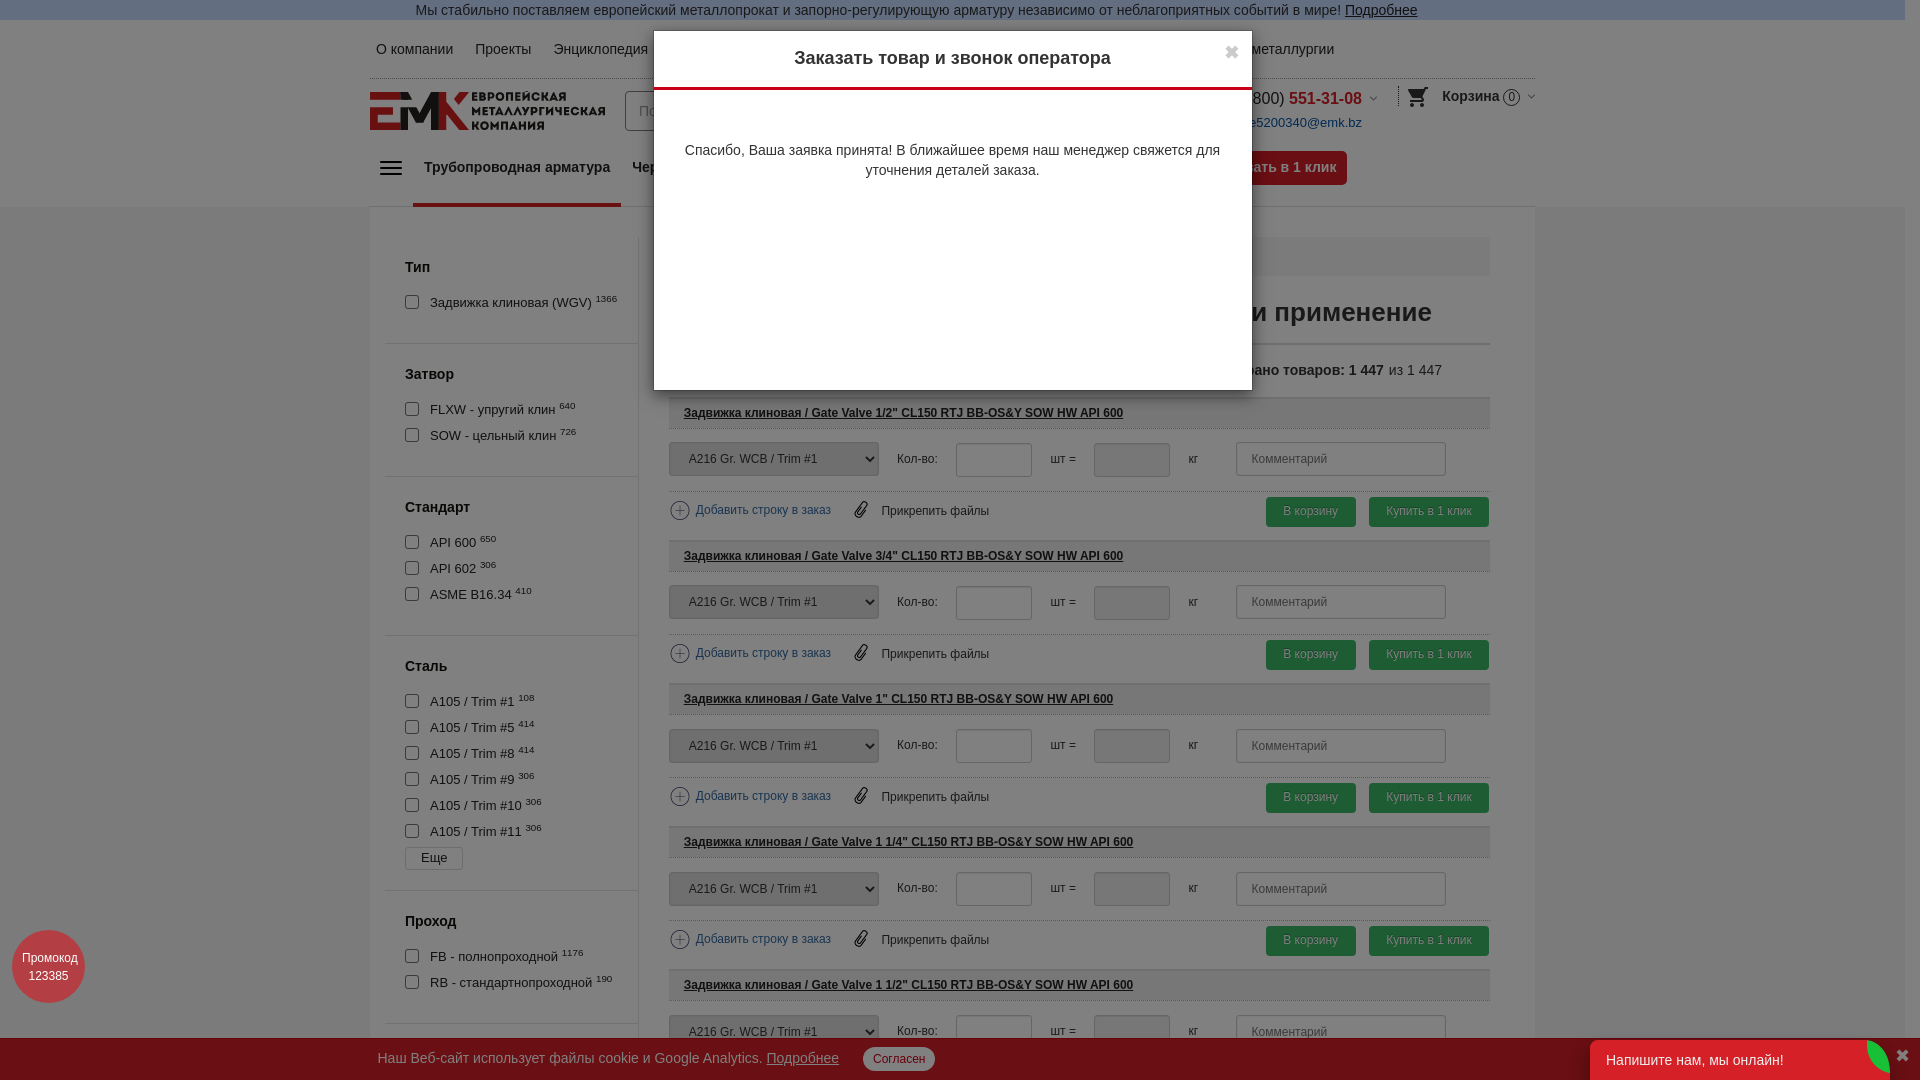 Мы стабильно поставляем европейский металлопрокат и запорно-регулирующую арматуру независимо от неблагоприятных событий в мире! Подробнее
О компании Проекты Энциклопедия металлургии
Заказать товар и звонок оператора ✖
ЕМК ЕВРОПЕЙСКАЯ
МЕТАЛЛУРГИЧЕСКАЯ
КОМПАНИЯ
800) 551-31-08
Корзина 0
e5200340@emk.bz
Трубопроводная арматура
ать в 1 клик
Спасибо, Ваша заявка принята! В ближайшее время наш менеджер свяжется для
уточнения деталей заказа.
Тип
Задвижка клиновая (WGV) 1366
Затвор
FLXW - упругий клин 640
SOW - цельный клин 726
Стандарт
API 600 650
API 602 306
ASME B16.34 410
Сталь
A105 / Trim #1 108
A105 / Trim #5 414
A105 / Trim #8 414
A105 / Trim #9 306
A105 / Trim #10 306
A105 / Trim #11 306
Еще
Проход
FB - полнопроходной 1176
RB - стандартнопроходной 190
и применение
рано товаров: 1 447 из 1 447
Задвижка клиновая / Gate Valve 1/2" CL150 RTJ BB-OS&Y SOW HW API 600
A216 Gr. WCB / Trim #1 Кол-во: шт = кг Комментарий
Добавить строку в заказ Прикрепить файлы В корзину Купить в 1 клик
Задвижка клиновая / Gate Valve 3/4" CL150 RTJ BB-OS&Y SOW HW API 600
A216 Gr. WCB / Trim #1 Кол-во: шт = кг Комментарий
Добавить строку в заказ Прикрепить файлы В корзину Купить в 1 клик
Задвижка клиновая / Gate Valve 1" CL150 RTJ BB-OS&Y SOW HW API 600
A216 Gr. WCB / Trim #1 Кол-во: шт = кг Комментарий
Добавить строку в заказ Прикрепить файлы В корзину Купить в 1 клик
Задвижка клиновая / Gate Valve 1 1/4" CL150 RTJ BB-OS&Y SOW HW API 600
A216 Gr. WCB / Trim #1 Кол-во: шт = кг Комментарий
Добавить строку в заказ Прикрепить файлы В корзину Купить в 1 клик
Задвижка клиновая / Gate Valve 1 1/2" CL150 RTJ BB-OS&Y SOW HW API 600
A216 Gr. WCB / Trim #1 Кол-во: шт = кг Комментарий
Промокод
123385
Наш Веб-сайт использует файлы cookie и Google Analytics. Подробнее Согласен
Напишите нам, мы онлайн! ✖